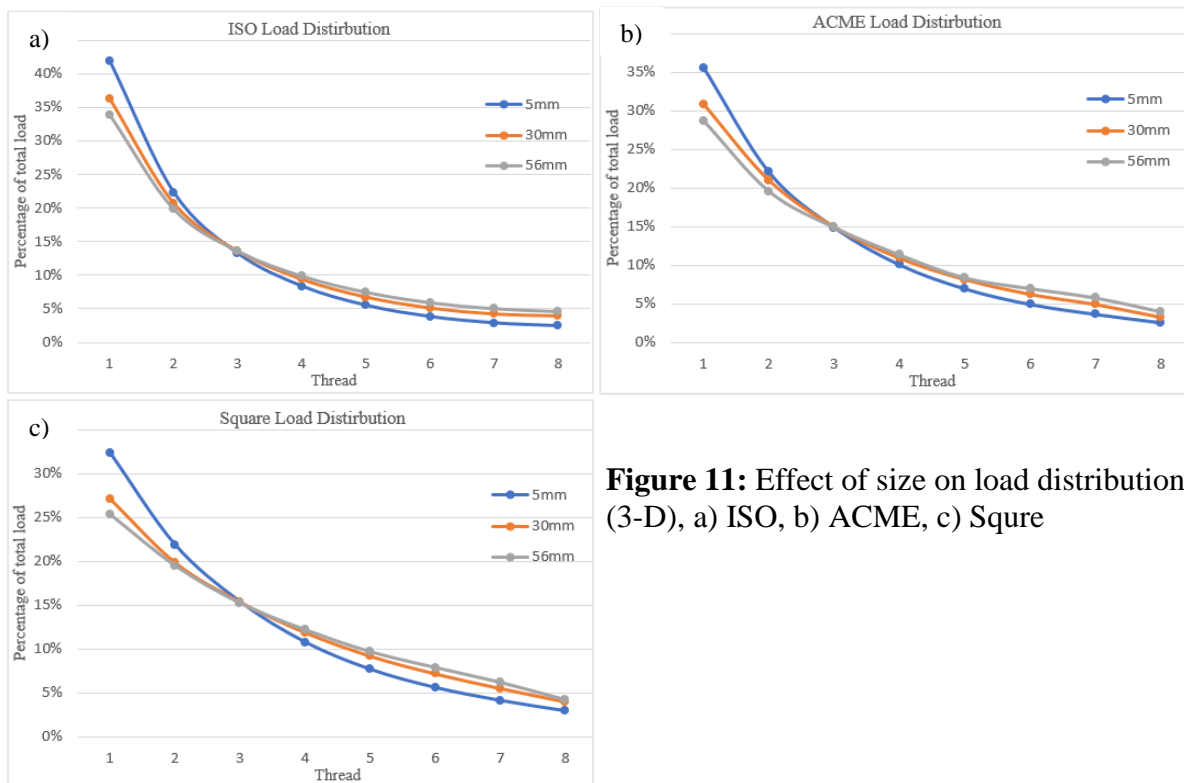 a)
ISO Load Distirbution
Percentage of total load
40%
35%
30%
25%
20%
15%
10%
5%
0%
1 2 3 4 5 6 7 8
Thread
5mm
30mm
56mm
b)
ACME Load Distirbution
Percentage of total load
35%
30%
25%
20%
15%
10%
5%
0%
1 2 3 4 5 6 7 8
Thread
5mm
30mm
56mm
c)
Square Load Distirbution
Percentage of total load
30%
25%
20%
15%
10%
5%
0%
1 2 3 4 5 6 7 8
Thread
5mm
30mm
56mm
Figure 11: Effect of size on load distribution
(3-D), a) ISO, b) ACME, c) Squre